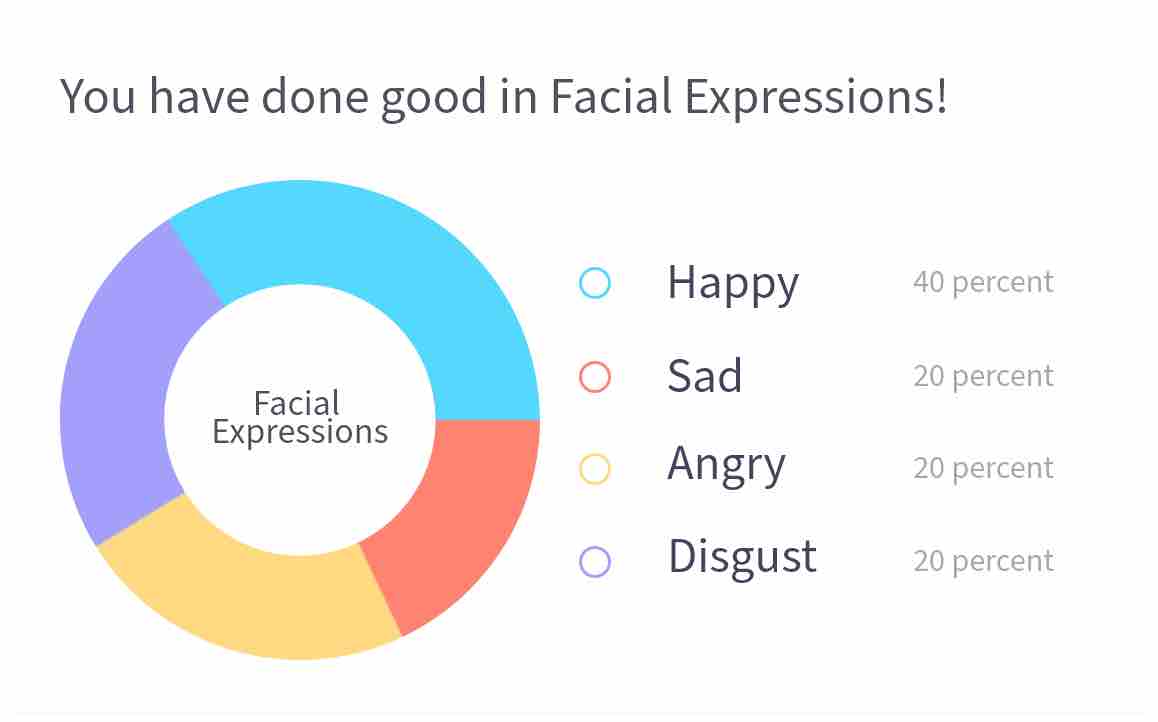 You have done good in Facial Expressions!
Facial
Expressions
Happy 40 percent
Sad 20 percent
Angry 20 percent
Disgust 20 percent